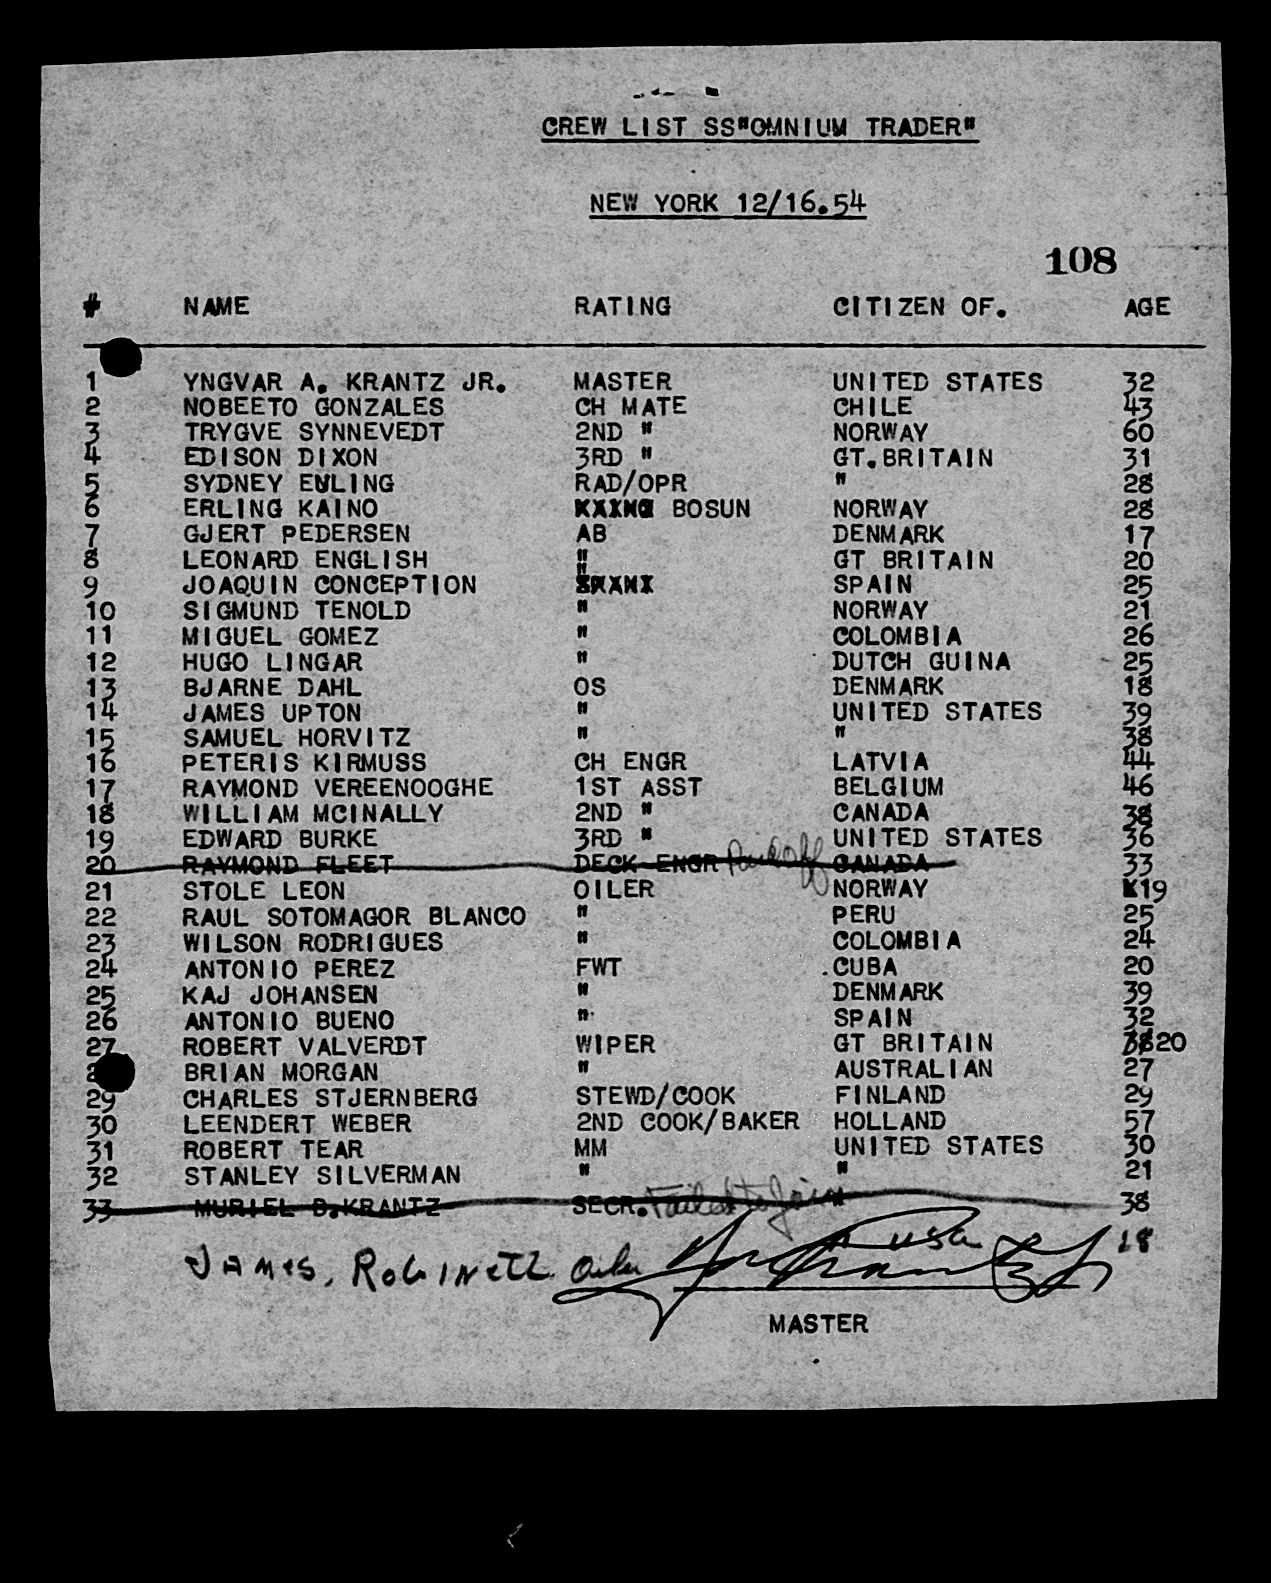 CREW LIST SS"OMNIUM TRADER"
NEW YORK 12/16.54
108
# NAME RATING CITIZEN OF. AGE
1 YNGVAR A. KRANTZ JR. MASTER UNITED STATES 32
2 NOBEETO GONZALES CH MATE CHILE 43
3 TRYGVE SYNNEVEDT 2ND " NORWAY 60
4 EDISON DIXON 3RD " GT.BRITAIN 31
5 SYDNEY EULING RAD/OPR " 28
6 ERLING KAINO BOSUN NORWAY 28
7 GJERT PEDERSEN AB DENMARK 17
8 LEONARD ENGLISH " GT BRITAIN 20
9 JOAQUIN CONCEPTION " SPAIN 25
10 SIGMUND TENOLD " NORWAY 21
11 MIGUEL GOMEZ " COLOMBIA 26
12 HUGO LINGAR " DUTCH GUINA 25
13 BJARNE DAHL OS DENMARK 18
14 JAMES UPTON " UNITED STATES 39
15 SAMUEL HORVITZ " " 38
16 PETERIS KIRMUSS CH ENGR LATVIA 44
17 RAYMOND VEREENOOGHE 1ST ASST BELGIUM 46
18 WILLIAM MCINALLY 2ND " CANADA 38
19 EDWARD BURKE 3RD " UNITED STATES 36
20 RAYMOND FLEET DECK ENGR Paid off CANADA 33
21 STOLE LEON OILER NORWAY 19
22 RAUL SOTOMAGOR BLANCO " PERU 25
23 WILSON RODRIGUES " COLOMBIA 24
24 ANTONIO PEREZ FWT .CUBA 20
25 KAJ JOHANSEN " DENMARK 39
26 ANTONIO BUENO " SPAIN 32
27 ROBERT VALVERDT WIPER GT BRITAIN 20
BRIAN MORGAN " AUSTRALIAN 27
29 CHARLES STJERNBERG STEWD/COOK FINLAND 29
30 LEENDERT WEBER 2ND COOK/BAKER HOLLAND 57
31 ROBERT TEAR MM UNITED STATES 30
32 STANLEY SILVERMAN " " 21
33 MURIEL B.KRANTZ SECR. Failed to Join " 38
JAMES. ROBINETT Oiler USA 28
MASTER